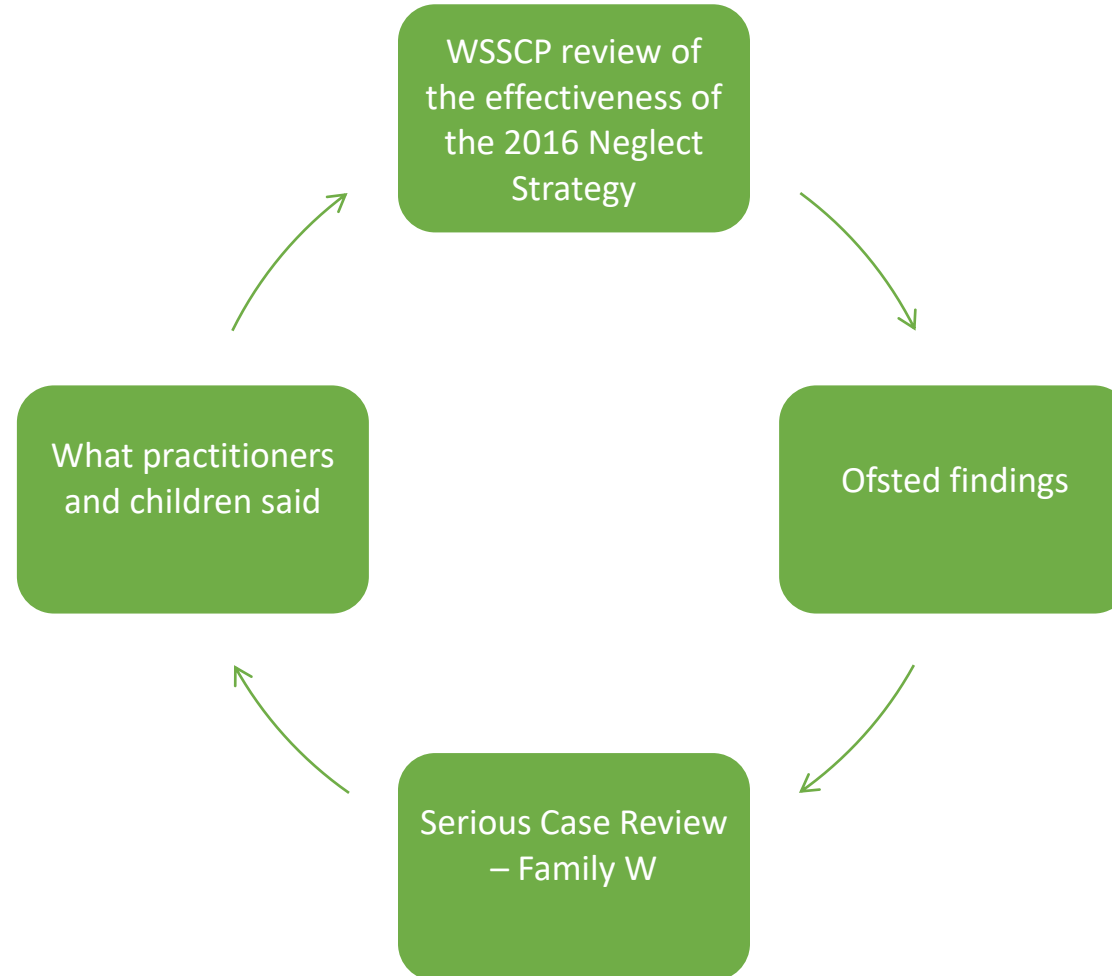 WSSCP review of
the effectiveness of
the 2016 Neglect
Strategy
What practitioners
and children said
Ofsted findings
Serious Case Review
– Family W